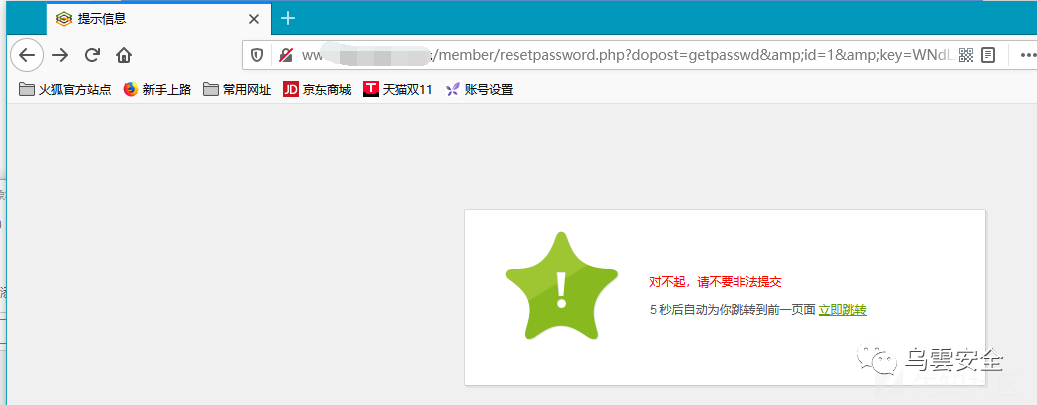 提示信息
ww /member/resetpassword.php?dopost=getpasswd&amp;id=1&amp;key=WNdL
火狐官方站点 新手上路 常用网址 JD 京东商城 T 天猫双11 账号设置
!
对不起，请不要非法提交
5 秒后自动为你跳转到前一页面 立即跳转
乌雲安全